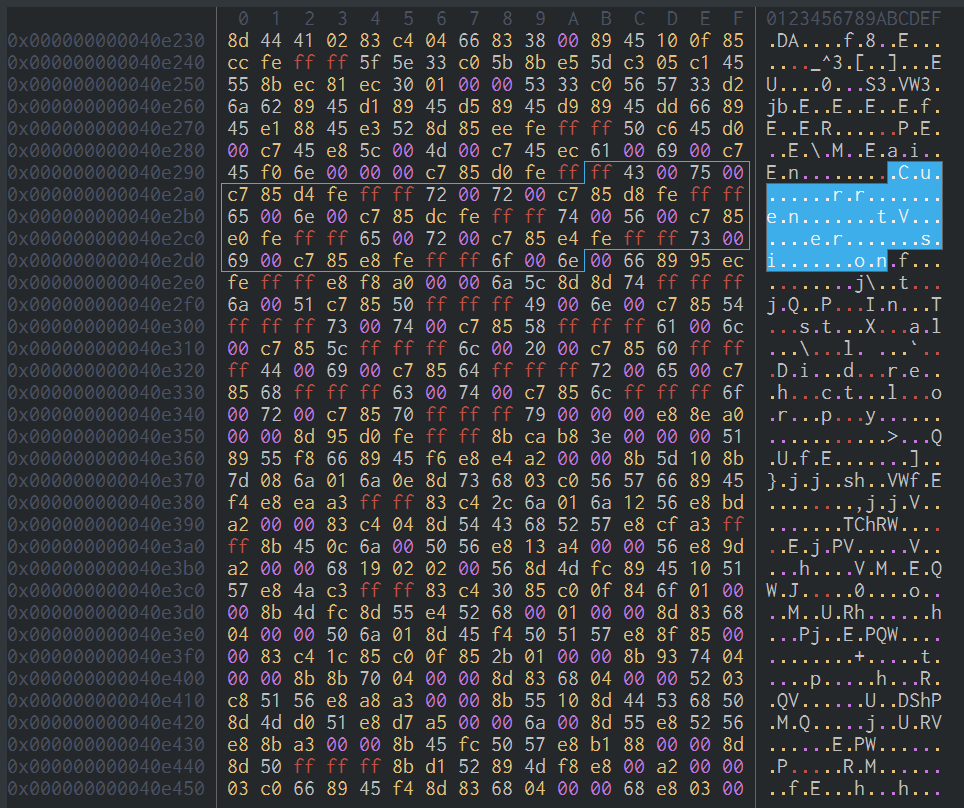 0 1 2 3 4 5 6 7 8 9 A B C D E F 0123456789ABCDEF
0x000000000040e230 8d 44 41 02 83 c4 04 66 83 38 00 89 45 10 0f 85 .DA....f.8..E...
0x000000000040e240 cc fe ff ff 5f 5e 33 c0 5b 8b e5 5d c3 05 c1 45 ...._^3.[..]...E
0x000000000040e250 55 8b ec 81 ec 30 01 00 00 53 33 c0 56 57 33 d2 U....0...S3.VW3.
0x000000000040e260 6a 62 89 45 d1 89 45 d5 89 45 d9 89 45 dd 66 89 jb.E..E..E..E.f.
0x000000000040e270 45 e1 88 45 e3 52 8d 85 ee fe ff ff 50 c6 45 d0 E..E.R......P.E.
0x000000000040e280 00 c7 45 e8 5c 00 4d 00 c7 45 ec 61 00 69 00 c7 ..E.\.M..E.a.i..
0x000000000040e290 45 f0 6e 00 00 00 c7 85 d0 fe ff ff 43 00 75 00 E.n.........C.u.
0x000000000040e2a0 c7 85 d4 fe ff ff 72 00 72 00 c7 85 d8 fe ff ff ......r.r.......
0x000000000040e2b0 65 00 6e 00 c7 85 dc fe ff ff 74 00 56 00 c7 85 e.n.......t.V...
0x000000000040e2c0 e0 fe ff ff 65 00 72 00 c7 85 e4 fe ff ff 73 00 ....e.r.......s.
0x000000000040e2d0 69 00 c7 85 e8 fe ff ff 6f 00 6e 00 66 89 95 ec i.......o.n.f...
0x000000000040e2e0 fe ff ff e8 f8 a0 00 00 6a 5c 8d 8d 74 ff ff ff ........j\..t...
0x000000000040e2f0 6a 00 51 c7 85 50 ff ff ff 49 00 6e 00 c7 85 54 j.Q..P...I.n...T
0x000000000040e300 ff ff ff 73 00 74 00 c7 85 58 ff ff ff 61 00 6c ...s.t...X...a.l
0x000000000040e310 00 c7 85 5c ff ff ff 6c 00 20 00 c7 85 60 ff ff ...\...l. ...`..
0x000000000040e320 ff 44 00 69 00 c7 85 64 ff ff ff 72 00 65 00 c7 .D.i...d...r.e..
0x000000000040e330 85 68 ff ff ff 63 00 74 00 c7 85 6c ff ff ff 6f .h...c.t...l...o
0x000000000040e340 00 72 00 c7 85 70 ff ff ff 79 00 00 00 e8 8e a0 .r...p...y......
0x000000000040e350 00 00 8d 95 d0 fe ff ff 8b ca b8 3e 00 00 00 51 ...........>...Q
0x000000000040e360 89 55 f8 66 89 45 f6 e8 e4 a2 00 00 8b 5d 10 8b .U.f.E.......]..
0x000000000040e370 7d 08 6a 01 6a 0e 8d 73 68 03 c0 56 57 66 89 45 }.j.j..sh..VWf.E
0x000000000040e380 f4 e8 ea a3 ff ff 83 c4 2c 6a 01 6a 12 56 e8 bd ........,j.j.V..
0x000000000040e390 a2 00 00 83 c4 04 8d 54 43 68 52 57 e8 cf a3 ff .......TChRW....
0x000000000040e3a0 ff 8b 45 0c 6a 00 50 56 e8 13 a4 00 00 56 e8 9d ..E.j.PV.....V..
0x000000000040e3b0 a2 00 00 68 19 02 02 00 56 8d 4d fc 89 45 10 51 ...h....V.M..E.Q
0x000000000040e3c0 57 e8 4a c3 ff ff 83 c4 30 85 c0 0f 84 6f 01 00 W.J.....0....o..
0x000000000040e3d0 00 8b 4d fc 8d 55 e4 52 68 00 01 00 00 8d 83 68 ..M..U.Rh......h
0x000000000040e3e0 04 00 00 50 6a 01 8d 45 f4 50 51 57 e8 8f 85 00 ...Pj..E.PQW....
0x000000000040e3f0 00 83 c4 1c 85 c0 0f 85 2b 01 00 00 8b 93 74 04 ........+.....t.
0x000000000040e400 00 00 8b 8b 70 04 00 00 8d 83 68 04 00 00 52 03 ....p.....h...R.
0x000000000040e410 c8 51 56 e8 a8 a3 00 00 8b 55 10 8d 44 53 68 50 .QV......U..DShP
0x000000000040e420 8d 4d d0 51 e8 d7 a5 00 00 6a 00 8d 55 e8 52 56 .M.Q.....j..U.RV
0x000000000040e430 e8 8b a3 00 00 8b 45 fc 50 57 e8 b1 88 00 00 8d ......E.PW......
0x000000000040e440 8d 50 ff ff ff 8b d1 52 89 4d f8 e8 00 a2 00 00 .P.....R.M......
0x000000000040e450 03 c0 66 89 45 f4 8d 83 68 04 00 00 68 e8 03 00 ..f.E...h...h...